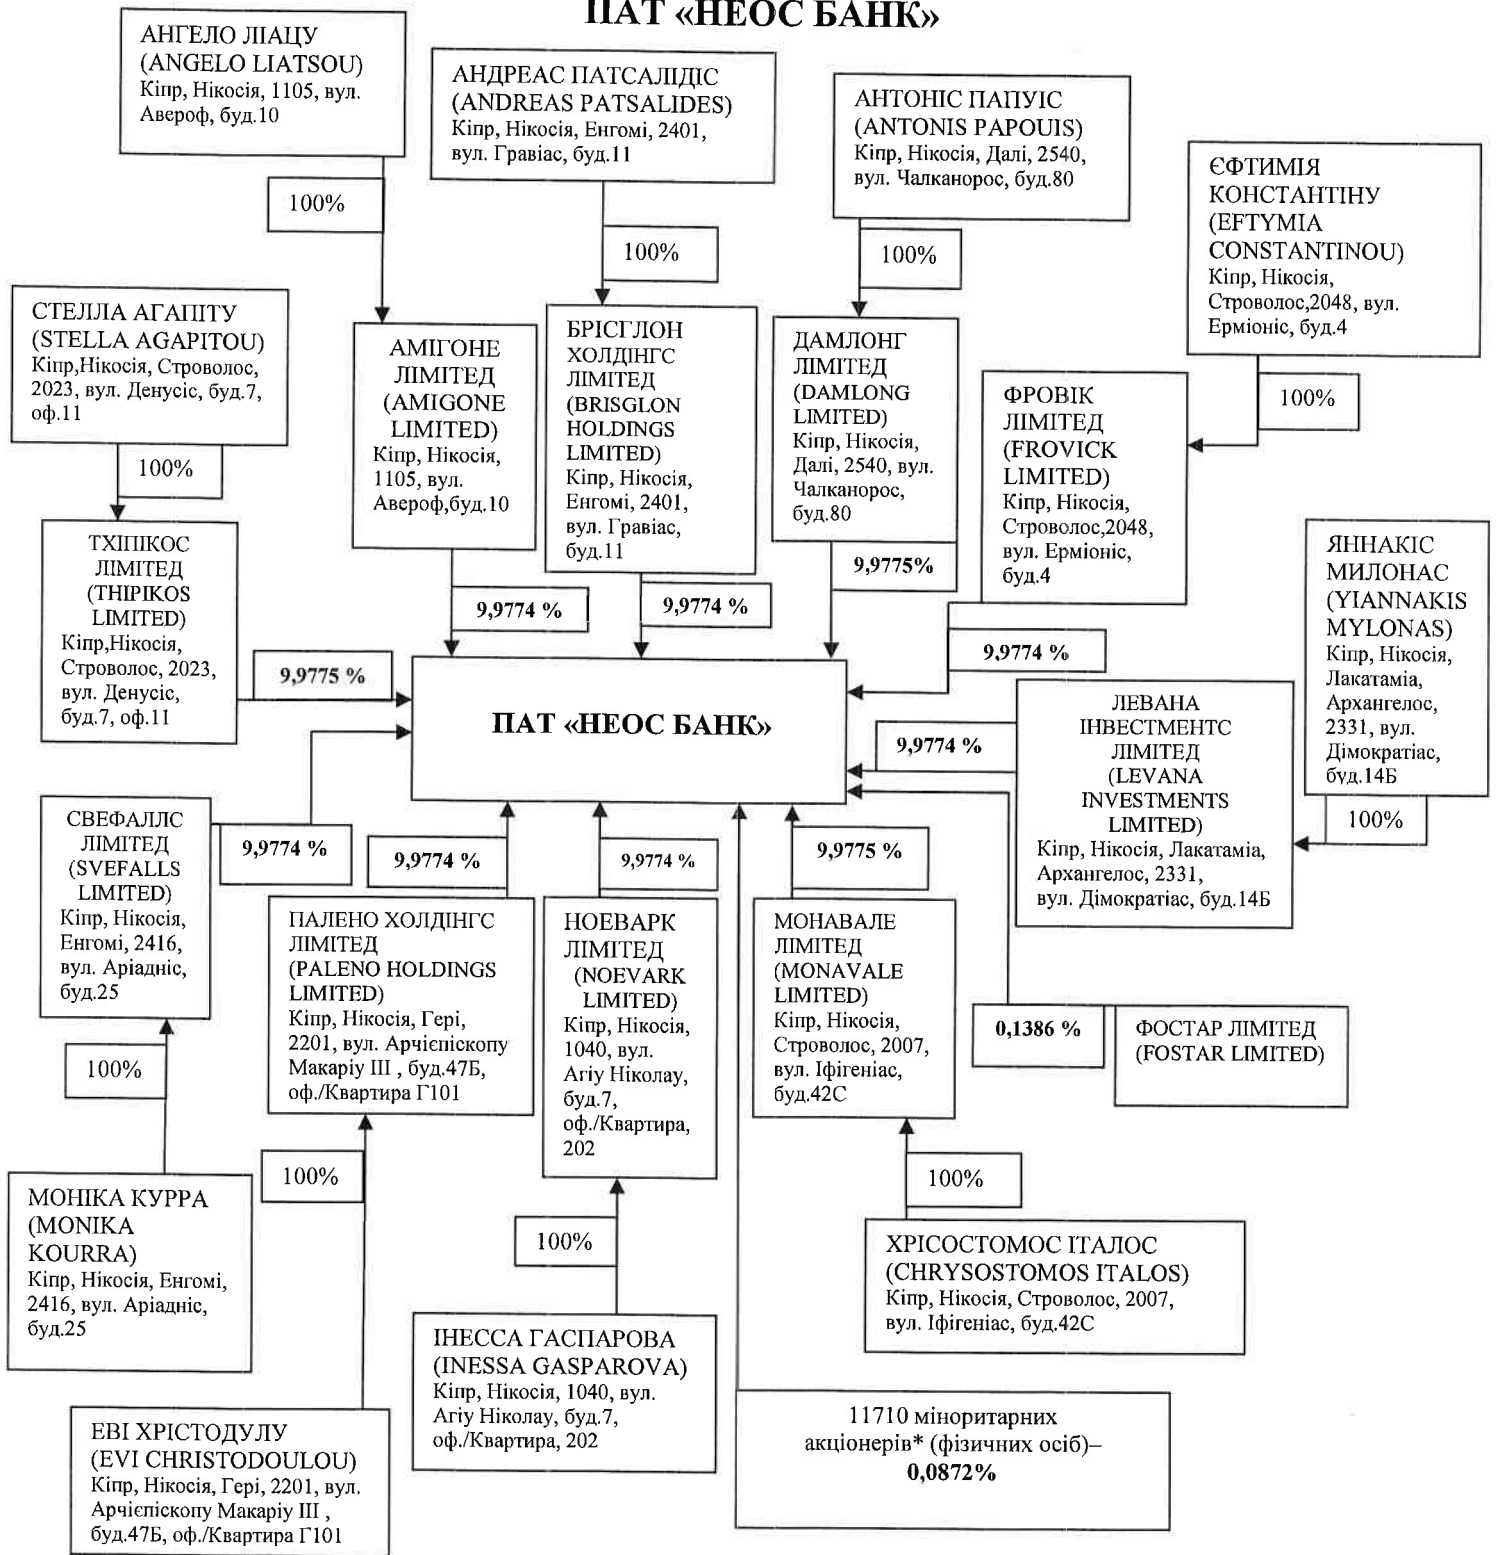 ПАТ «НЕОС БАНК»
АНГЕЛО ЛІАЦУ
(ANGELO LIATSOU)
Кіпр, Нікосія, 1105, вул.
Авероф, буд.10
100%
АНДРЕАС ПАТСАЛІДІС
(ANDREAS PATSALIDES)
Кіпр, Нікосія, Енгомі, 2401,
вул. Гравіас, буд.11
100%
АНТОНІС ПАПУІС
(ANTONIS PAPOUIS)
Кіпр, Нікосія, Далі, 2540,
вул. Чалканорос, буд.80
100%
ЄФТИМІЯ
КОНСТАНТІНУ
(EFTYMIA
CONSTANTINOU)
Кіпр, Нікосія,
Строволос,2048, вул.
Ерміоніс, буд.4
100%
СТЕЛЛА АГАПІТУ
(STELLA AGAPITOU)
Кіпр,Нікосія, Строволос,
2023, вул. Денусіс, буд.7,
оф.11
100%
АМІГОНЕ
ЛІМІТЕД
(AMIGONE
LIMITED)
Кіпр, Нікосія,
1105, вул.
Авероф,буд.10
9,9774 %
БРІСГЛОН
ХОЛДІНГС
ЛІМІТЕД
(BRISGLON
HOLDINGS
LIMITED)
Кіпр, Нікосія,
Енгомі, 2401,
вул. Гравіас,
буд.11
9,9774 %
ДАМЛОНГ
ЛІМІТЕД
(DAMLONG
LIMITED)
Кіпр, Нікосія,
Далі, 2540, вул.
Чалканорос,
буд.80
9,9775%
ФРОВІК
ЛІМІТЕД
(FROVICK
LIMITED)
Кіпр, Нікосія,
Строволос,2048,
вул. Ерміоніс,
буд.4
9,9774 %
ТХІПІКОС
ЛІМІТЕД
(THIPIKOS
LIMITED)
Кіпр,Нікосія,
Строволос, 2023,
вул. Денусіс,
буд.7, оф.11
9,9775 %
ЯННАКІС
МИЛОНАС
(YIANNAKIS
MYLONAS)
Кіпр, Нікосія,
Лакатаміа,
Архангелос,
2331, вул.
Дімократіас,
буд.14Б
100%
ПАТ «НЕОС БАНК»
ЛЕВАНА
ІНВЕСТМЕНТС
ЛІМІТЕД
(LEVANA
INVESTMENTS
LIMITED)
Кіпр, Нікосія, Лакатаміа,
Архангелос, 2331,
вул. Дімократіас, буд.14Б
9,9774 %
СВЕФАЛЛС
ЛІМІТЕД
(SVEFALLS
LIMITED)
Кіпр, Нікосія,
Енгомі, 2416,
вул. Аріадніс,
буд.25
9,9774 %
9,9774 %
9,9774 %
9,9775 %
ПАЛЕНО ХОЛДІНГС
ЛІМІТЕД
(PALENO HOLDINGS
LIMITED)
Кіпр, Нікосія, Гері,
2201, вул. Арчієпіскопу
Макаріу III , буд.47Б,
оф./Квартира Г101
НОЕВАРК
ЛІМІТЕД
(NOEVARK
LIMITED)
Кіпр, Нікосія,
1040, вул.
Агіу Ніколау,
буд.7,
оф./Квартира,
202
МОНАВАЛЕ
ЛІМІТЕД
(MONAVALE
LIMITED)
Кіпр, Нікосія,
Строволос, 2007,
вул. Іфігеніас,
буд.42С
0,1386 %
ФОСТАР ЛІМІТЕД
(FOSTAR LIMITED)
100%
100%
100%
100%
МОНІКА КУРРА
(MONIKA
KOURRA)
Кіпр, Нікосія, Енгомі,
2416, вул. Аріадніс,
буд.25
ХРІСОСТОМОС ІТАЛОС
(CHRYSOSTOMOS ITALOS)
Кіпр, Нікосія, Строволос, 2007,
вул. Іфігеніас, буд.42С
ІНЕССА ГАСПАРОВА
(INESSA GASPAROVA)
Кіпр, Нікосія, 1040, вул.
Агіу Ніколау, буд.7,
оф./Квартира, 202
ЕВІ ХРІСТОДУЛУ
(EVI CHRISTODOULOU)
Кіпр, Нікосія, Гері, 2201, вул.
Арчієпіскопу Макаріу III ,
буд.47Б, оф./Квартира Г101
11710 міноритарних
акціонерів* (фізичних осіб)–
0,0872%